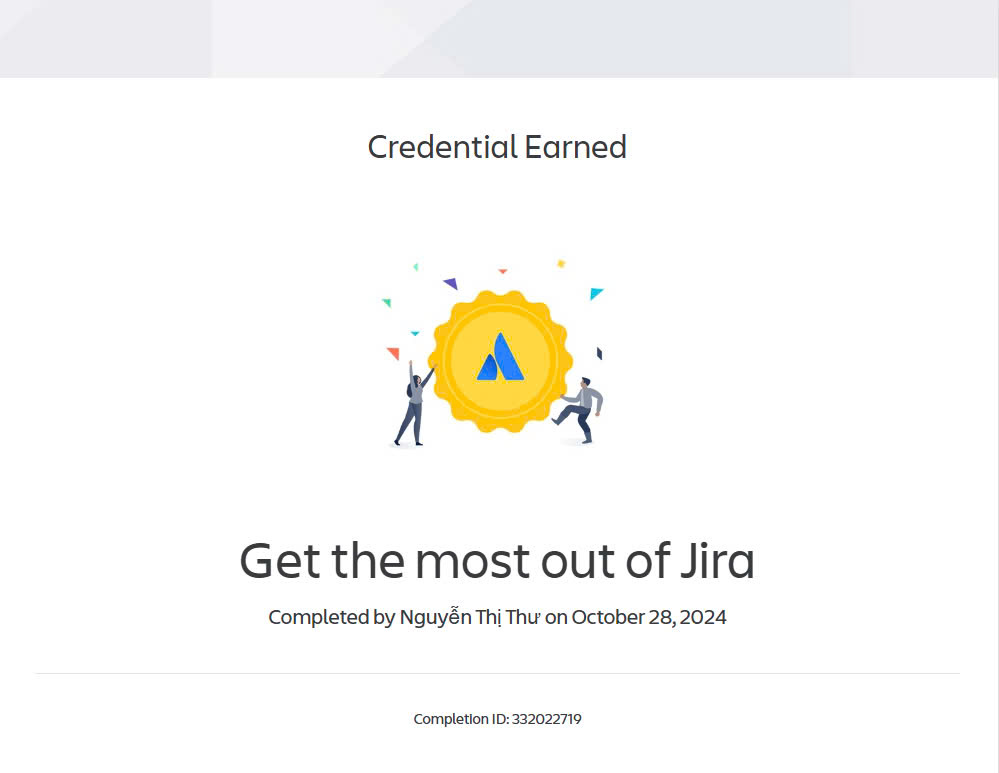 Credential Earned
Get the most out of Jira
Completed by Nguyễn Thị Thư on October 28, 2024
Completion ID: 332022719